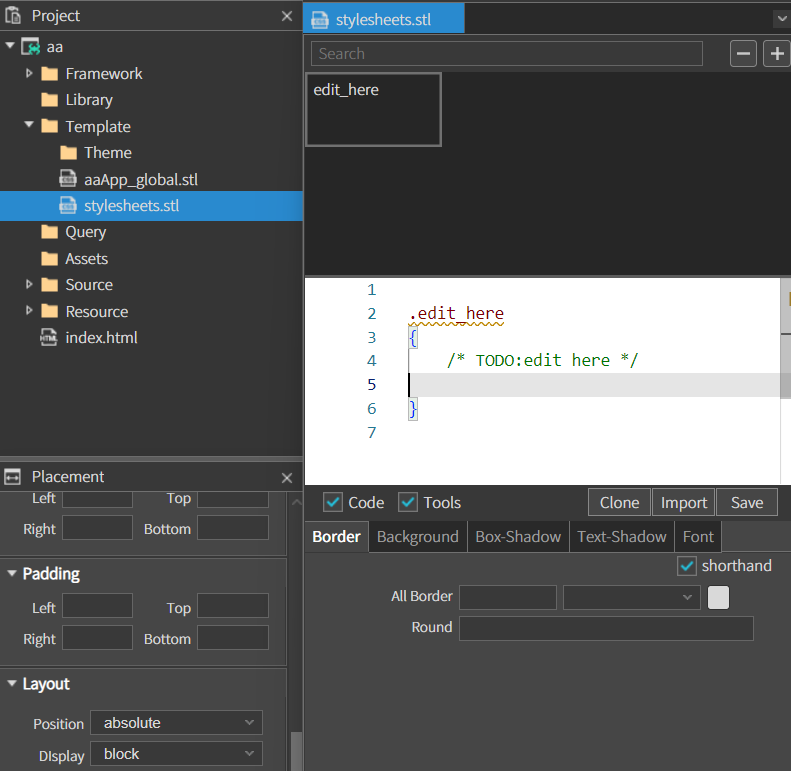 Project
aa
Framework
Library
Template
Theme
aaApp_global.stl
stylesheets.stl
Query
Assets
Source
Resource
index.html
Placement
Left Top
Right Bottom
Padding
Left Top
Right Bottom
Layout
Position absolute
DIsplay block
stylesheets.stl
Search
edit_here
1
2 .edit_here
3 {
4 /* TODO:edit here */
5
6 }
7
Code Tools Clone Import Save
Border Background Box-Shadow Text-Shadow Font
shorthand
All Border
Round